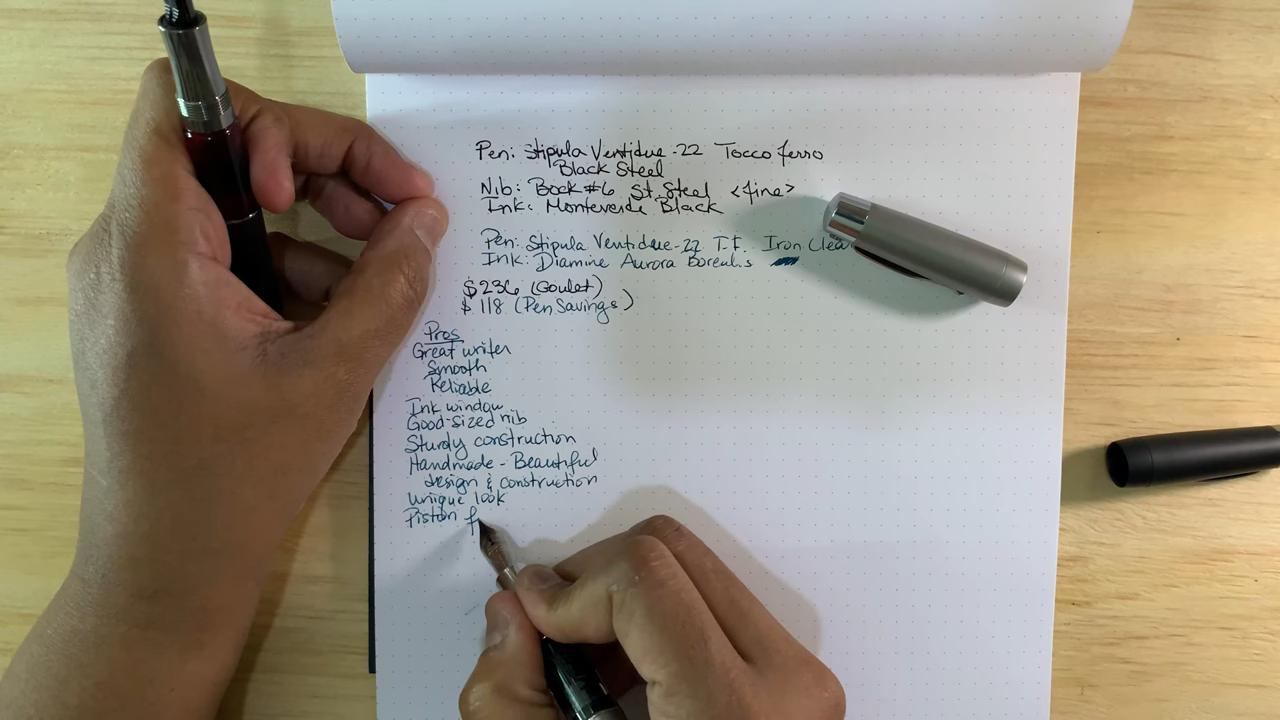 Pen: Stipula Ventidue-22 Tocco ferro
Black Steel
Nib: Bock #6 St. Steel <fine>
Ink: Monteverde Black
Pen: Stipula Ventidue-22 T.F. Iron Clea
Ink: Diamine Aurora Borealis
$236 (Goulet)
$118 (Pen Savings)
Pros
Great writer
Smooth
Reliable
Ink window
Good-sized nib
Sturdy construction
Handmade - Beautiful
design & construction
Unique look
Piston f